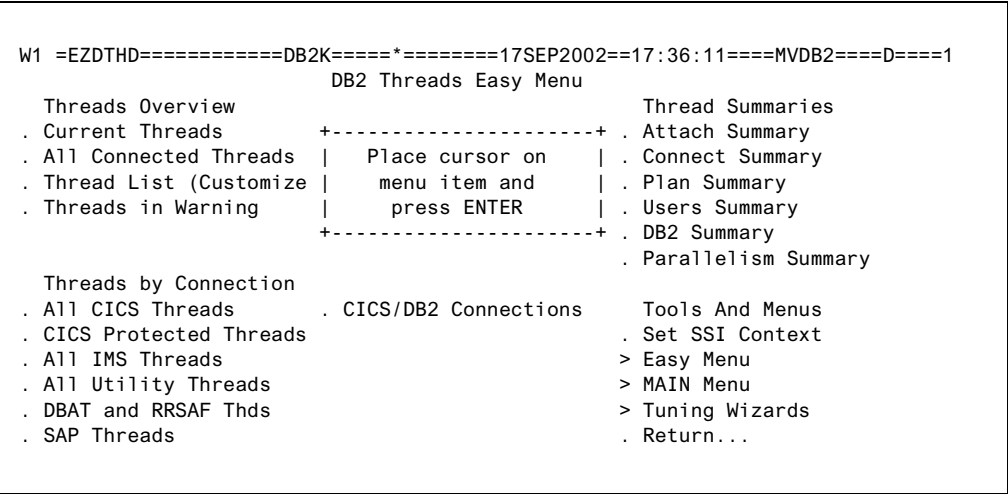 W1 =EZDTHD============DB2K=====*========17SEP2002==17:36:11====MVDB2====D====1
                          DB2 Threads Easy Menu
  Threads Overview                                  Thread Summaries
. Current Threads        +----------------------+ . Attach Summary
. All Connected Threads  |   Place cursor on    | . Connect Summary
. Thread List (Customize |    menu item and     | . Plan Summary
. Threads in Warning     |     press ENTER      | . Users Summary
                         +----------------------+ . DB2 Summary
                                                  . Parallelism Summary
  Threads by Connection
. All CICS Threads       . CICS/DB2 Connections     Tools And Menus
. CICS Protected Threads                          . Set SSI Context
. All IMS Threads                                 > Easy Menu
. All Utility Threads                             > MAIN Menu
. DBAT and RRSAF Thds                             > Tuning Wizards
. SAP Threads                                     . Return...